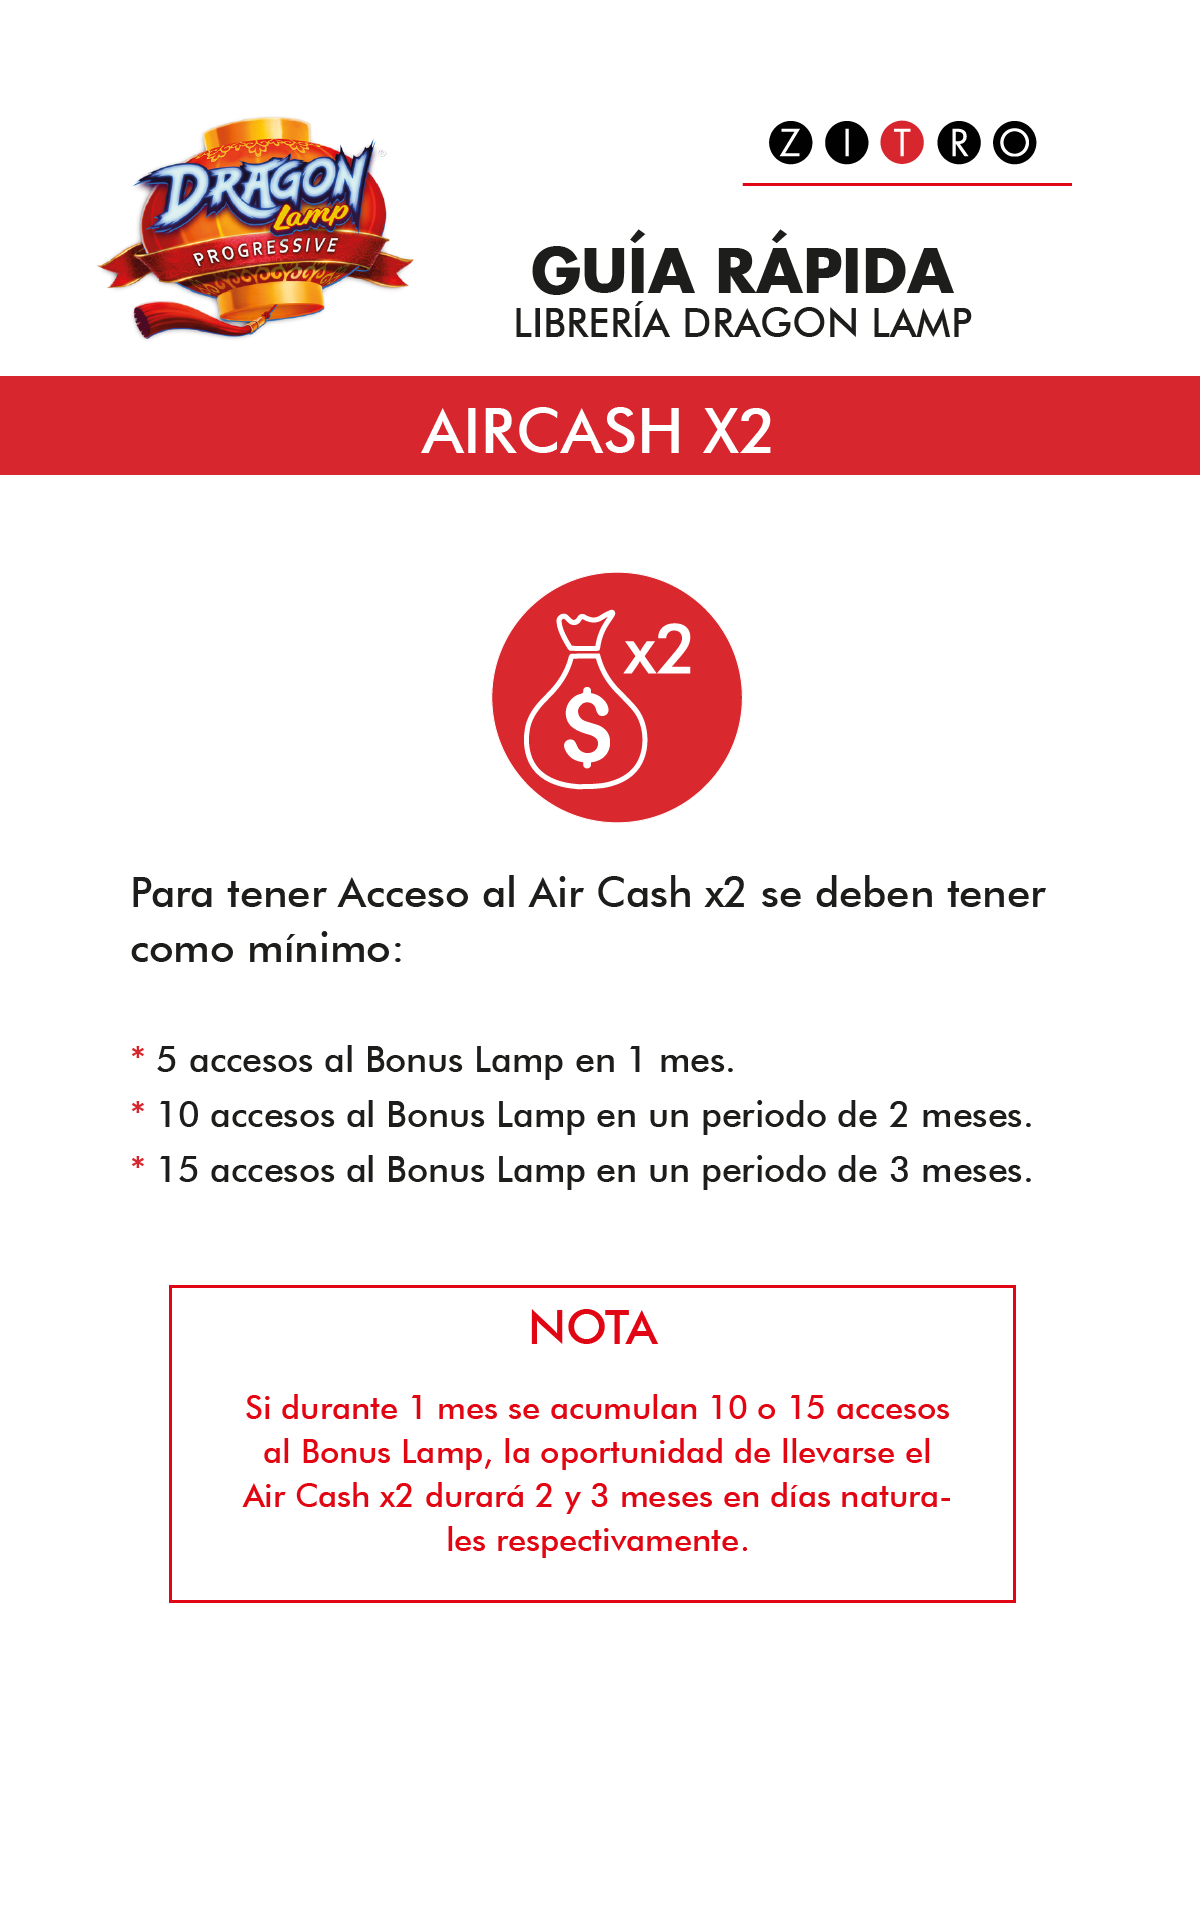 DRAGON
Lamp
PROGRESSIVE
®
ZITRO
GUÍA RÁPIDA
LIBRERÍA DRAGON LAMP
AIRCASH X2
x2
$
Para tener Acceso al Air Cash x2 se deben tener
como mínimo:
* 5 accesos al Bonus Lamp en 1 mes.
* 10 accesos al Bonus Lamp en un periodo de 2 meses.
* 15 accesos al Bonus Lamp en un periodo de 3 meses.
NOTA
Si durante 1 mes se acumulan 10 o 15 accesos
al Bonus Lamp, la oportunidad de llevarse el
Air Cash x2 durará 2 y 3 meses en días natura-
les respectivamente.